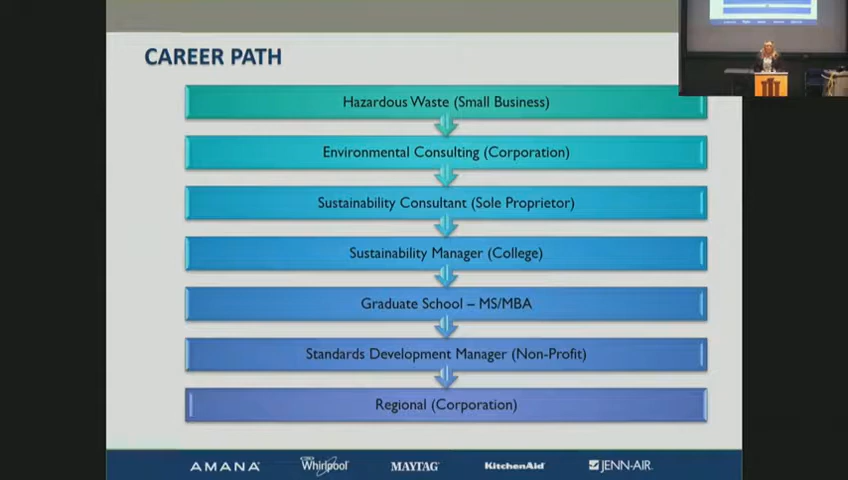 CAREER PATH
Hazardous Waste (Small Business)
Environmental Consulting (Corporation)
Sustainability Consultant (Sole Proprietor)
Sustainability Manager (College)
Graduate School – MS/MBA
Standards Development Manager (Non-Profit)
Regional (Corporation)
AMANA Whirlpool MAYTAG KitchenAid JENN-AIR